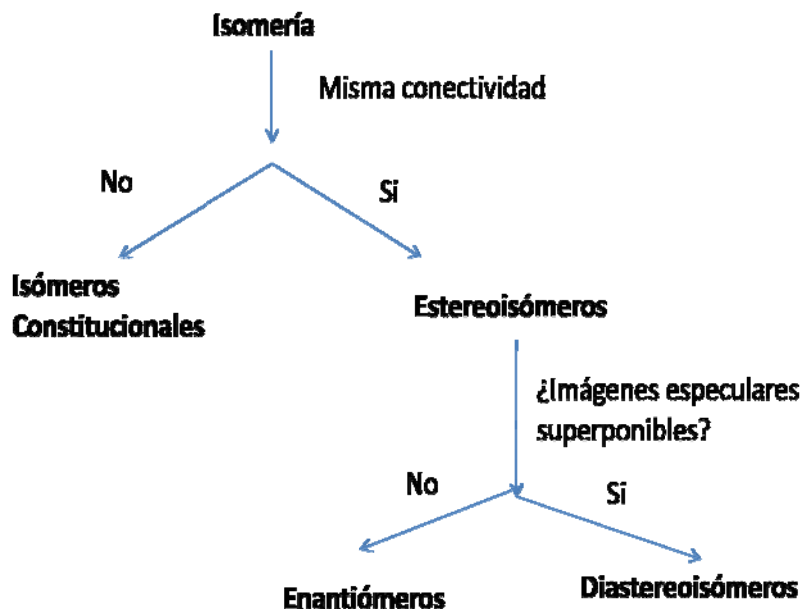 Isomería
Misma conectividad
No
Si
Isómeros
Constitucionales
Estereoisómeros
¿Imágenes especulares
superponibles?
No
Si
Enantiómeros
Diastereoisómeros